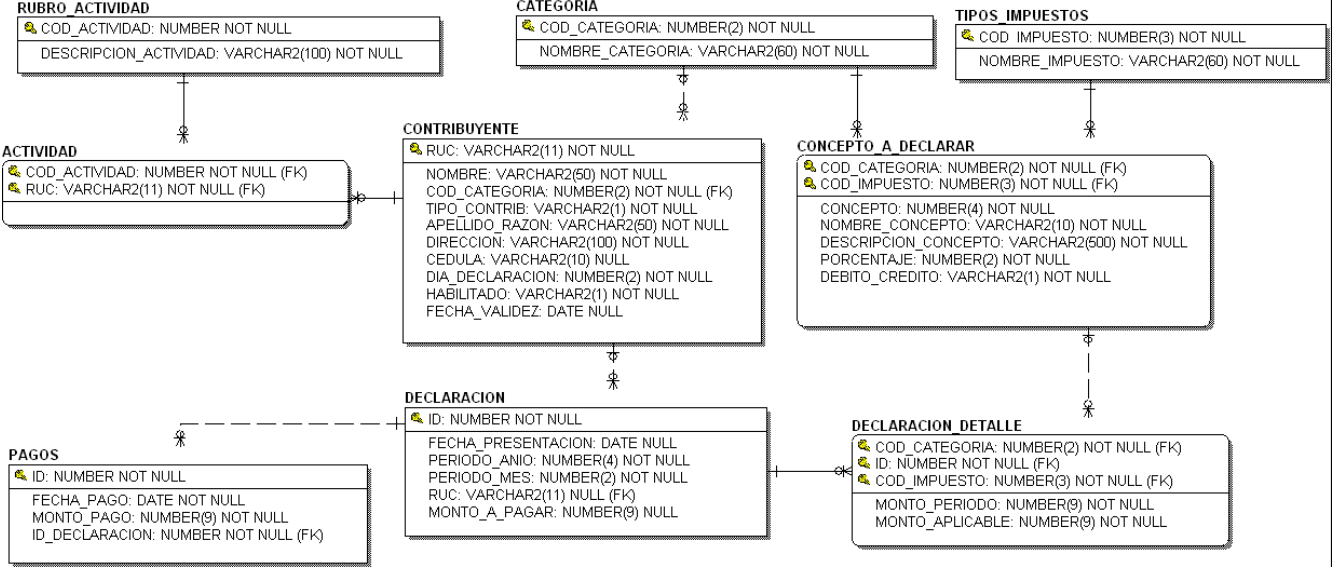 RUBRO_ACTIVIDAD
COD_ACTIVIDAD: NUMBER NOT NULL
DESCRIPCION_ACTIVIDAD: VARCHAR2(100) NOT NULL
CATEGORIA
COD_CATEGORIA: NUMBER(2) NOT NULL
NOMBRE_CATEGORIA: VARCHAR2(60) NOT NULL
TIPOS_IMPUESTOS
COD_IMPUESTO: NUMBER(3) NOT NULL
NOMBRE_IMPUESTO: VARCHAR2(60) NOT NULL
ACTIVIDAD
COD_ACTIVIDAD: NUMBER NOT NULL (FK)
RUC: VARCHAR2(11) NOT NULL (FK)
CONTRIBUYENTE
RUC: VARCHAR2(11) NOT NULL
NOMBRE: VARCHAR2(50) NOT NULL
COD_CATEGORIA: NUMBER(2) NOT NULL (FK)
TIPO_CONTRIB: VARCHAR2(1) NOT NULL
APELLIDO_RAZON: VARCHAR2(50) NOT NULL
DIRECCION: VARCHAR2(100) NOT NULL
CEDULA: VARCHAR2(10) NULL
DIA_DECLARACION: NUMBER(2) NOT NULL
HABILITADO: VARCHAR2(1) NOT NULL
FECHA_VALIDEZ: DATE NULL
CONCEPTO_A_DECLARAR
COD_CATEGORIA: NUMBER(2) NOT NULL (FK)
COD_IMPUESTO: NUMBER(3) NOT NULL (FK)
CONCEPTO: NUMBER(4) NOT NULL
NOMBRE_CONCEPTO: VARCHAR2(10) NOT NULL
DESCRIPCION_CONCEPTO: VARCHAR2(500) NOT NULL
PORCENTAJE: NUMBER(2) NOT NULL
DEBITO_CREDITO: VARCHAR2(1) NOT NULL
PAGOS
ID: NUMBER NOT NULL
FECHA_PAGO: DATE NOT NULL
MONTO_PAGO: NUMBER(9) NOT NULL
ID_DECLARACION: NUMBER NOT NULL (FK)
DECLARACION
ID: NUMBER NOT NULL
FECHA_PRESENTACION: DATE NULL
PERIODO_ANIO: NUMBER(4) NOT NULL
PERIODO_MES: NUMBER(2) NOT NULL
RUC: VARCHAR2(11) NULL (FK)
MONTO_A_PAGAR: NUMBER(9) NULL
DECLARACION_DETALLE
COD_CATEGORIA: NUMBER(2) NOT NULL (FK)
ID: NUMBER NOT NULL (FK)
COD_IMPUESTO: NUMBER(3) NOT NULL (FK)
MONTO_PERIODO: NUMBER(9) NOT NULL
MONTO_APLICABLE: NUMBER(9) NOT NULL